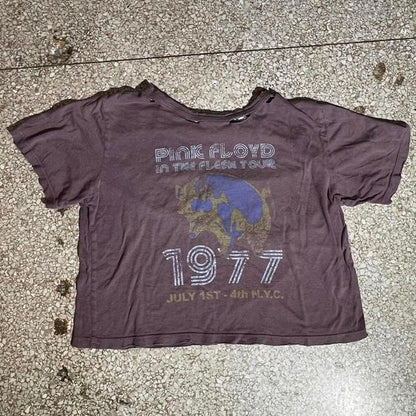 PINK FLOYD
IN THE FLESH TOUR
1977
JULY 1ST - 4th N.Y.C.